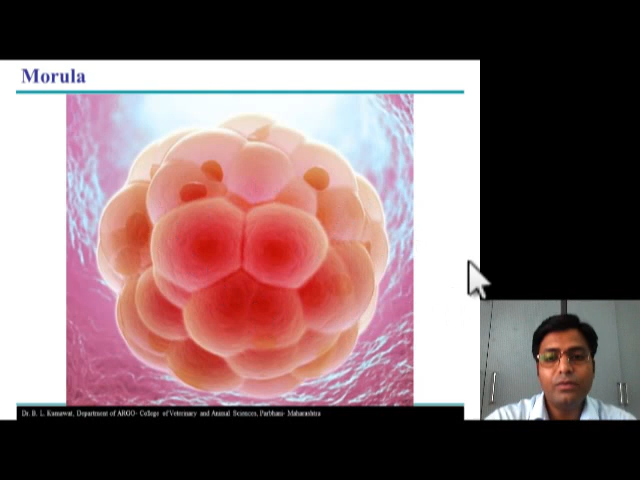 Morula
Dr. B. L. Kumawat, Department of ARGO- College of Veterinary and Animal Sciences, Parbhani- Maharashtra